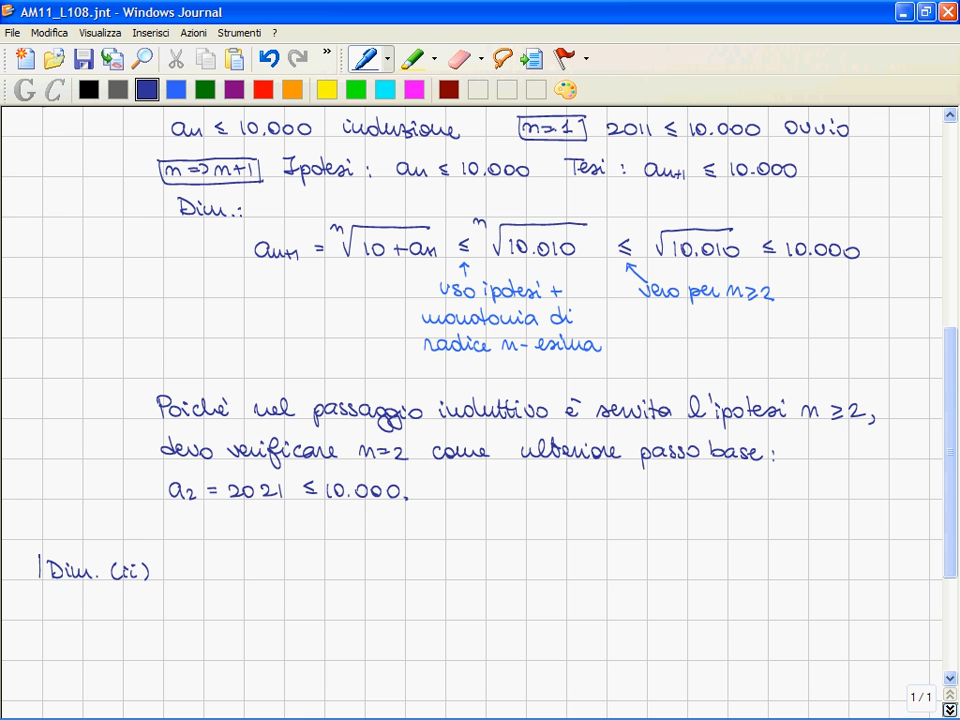 AM11_L108.jnt - Windows Journal
File Modifica Visualizza Inserisci Azioni Strumenti ?
an ≤ 10.000 induzione n=1 2011 ≤ 10.000 ovvio
n => n+1 Ipotesi : an ≤ 10.000 Tesi : an+1 ≤ 10.000
Dim.:
an+1 = ⁿ√10+an ≤ ⁿ√10.010 ≤ √10.010 ≤ 10.000
uso ipotesi + vero per n≥2
monotonia di
radice n-esima
Poichè nel passaggio induttivo è servita l'ipotesi n ≥ 2,
devo verificare n=2 come ulteriore passo base:
a2 = 2021 ≤ 10.000.
Dim. (ii)
1 / 1